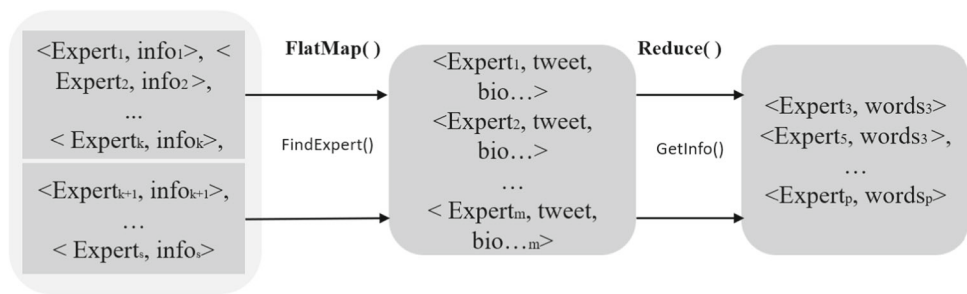 <Expert₁, info₁>, <
Expert₂, info₂>,
...
< Expertₖ, infoₖ>,
<Expertₖ₊₁, infoₖ₊₁>,
...
< Expertₛ, infoₛ>
FlatMap( )
FindExpert()
<Expert₁, tweet,
bio...>
<Expert₂, tweet,
bio...>
...
< Expertₘ, tweet,
bio...ₘ>
Reduce( )
GetInfo()
<Expert₃, words₃>
<Expert₅, words₃>,
...
<Expertₚ, wordsₚ>